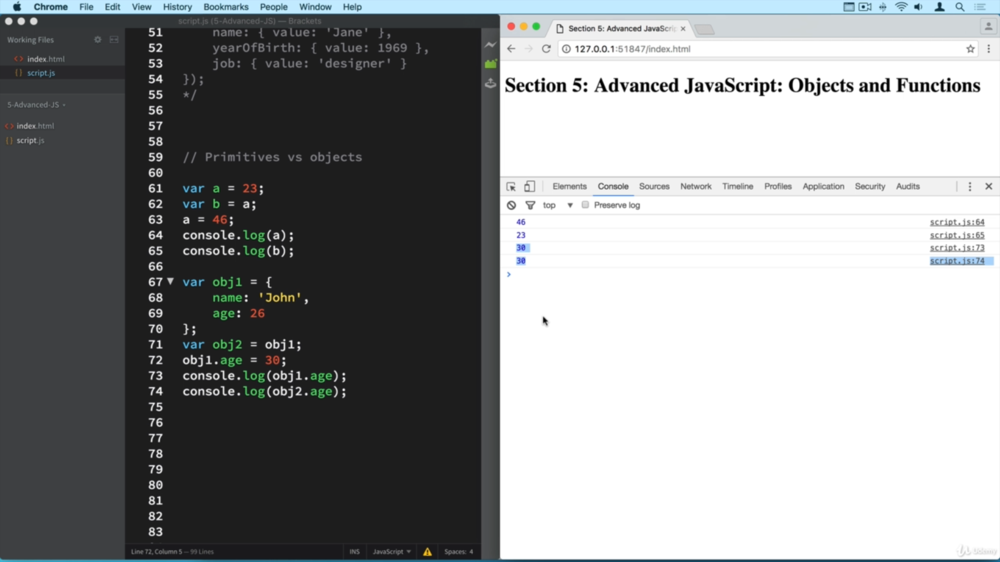 Chrome File Edit View History Bookmarks People Window Help
script.js (5-Advanced-JS) — Brackets
Working Files
index.html
script.js
5-Advanced-JS
index.html
script.js
51 name: { value: 'Jane' },
52 yearOfBirth: { value: 1969 },
53 job: { value: 'designer' }
54 });
55 */
56
57
58
59 // Primitives vs objects
60
61 var a = 23;
62 var b = a;
63 a = 46;
64 console.log(a);
65 console.log(b);
66
67 var obj1 = {
68 name: 'John',
69 age: 26
70 };
71 var obj2 = obj1;
72 obj1.age = 30;
73 console.log(obj1.age);
74 console.log(obj2.age);
75
76
77
78
79
80
81
82
83
Line 72, Column 5 — 99 Lines INS JavaScript Spaces: 4
Section 5: Advanced JavaScrip
127.0.0.1:51847/index.html
Section 5: Advanced JavaScript: Objects and Functions
Elements Console Sources Network Timeline Profiles Application Security Audits
top Preserve log
46 script.js:64
23 script.js:65
30 script.js:73
30 script.js:74
Udemy